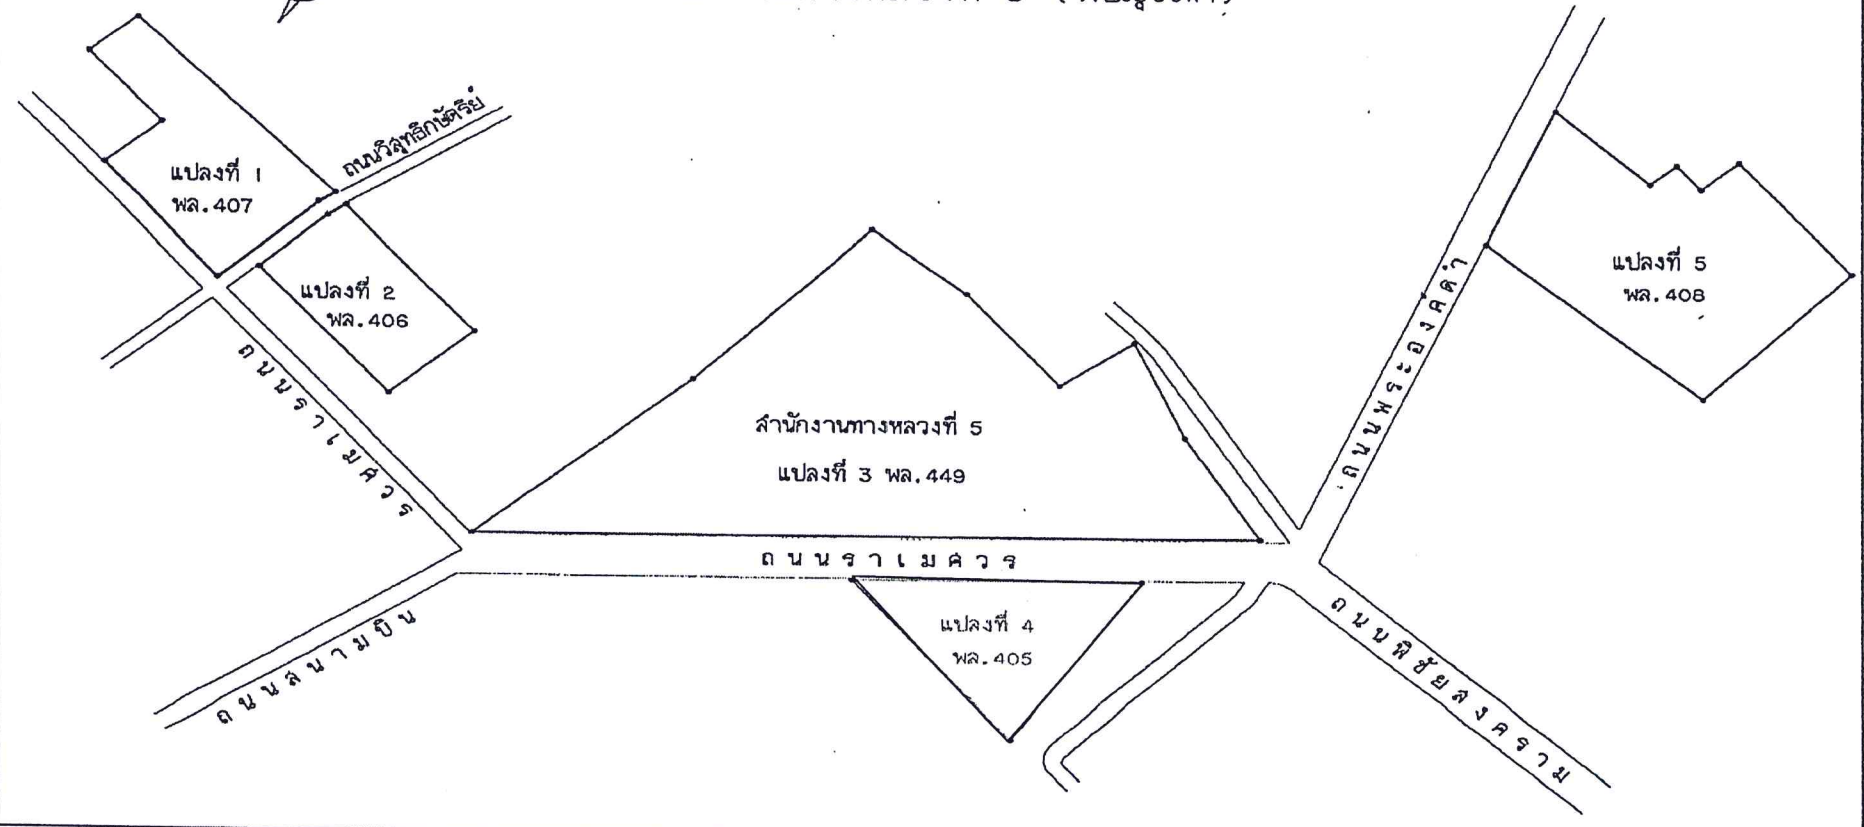 ถนนวิสุทธิกษัตริย์
แปลงที่ 1
พล.407
แปลงที่ 2
พล.406
แปลงที่ 5
พล.408
ถนนพระองค์ดำ
ถนนราเมศวร
สำนักงานทางหลวงที่ 5
แปลงที่ 3 พล.449
ถนนราเมศวร
แปลงที่ 4
พล.405
ถนนสนามบิน
ถนนพิชัยสงคราม